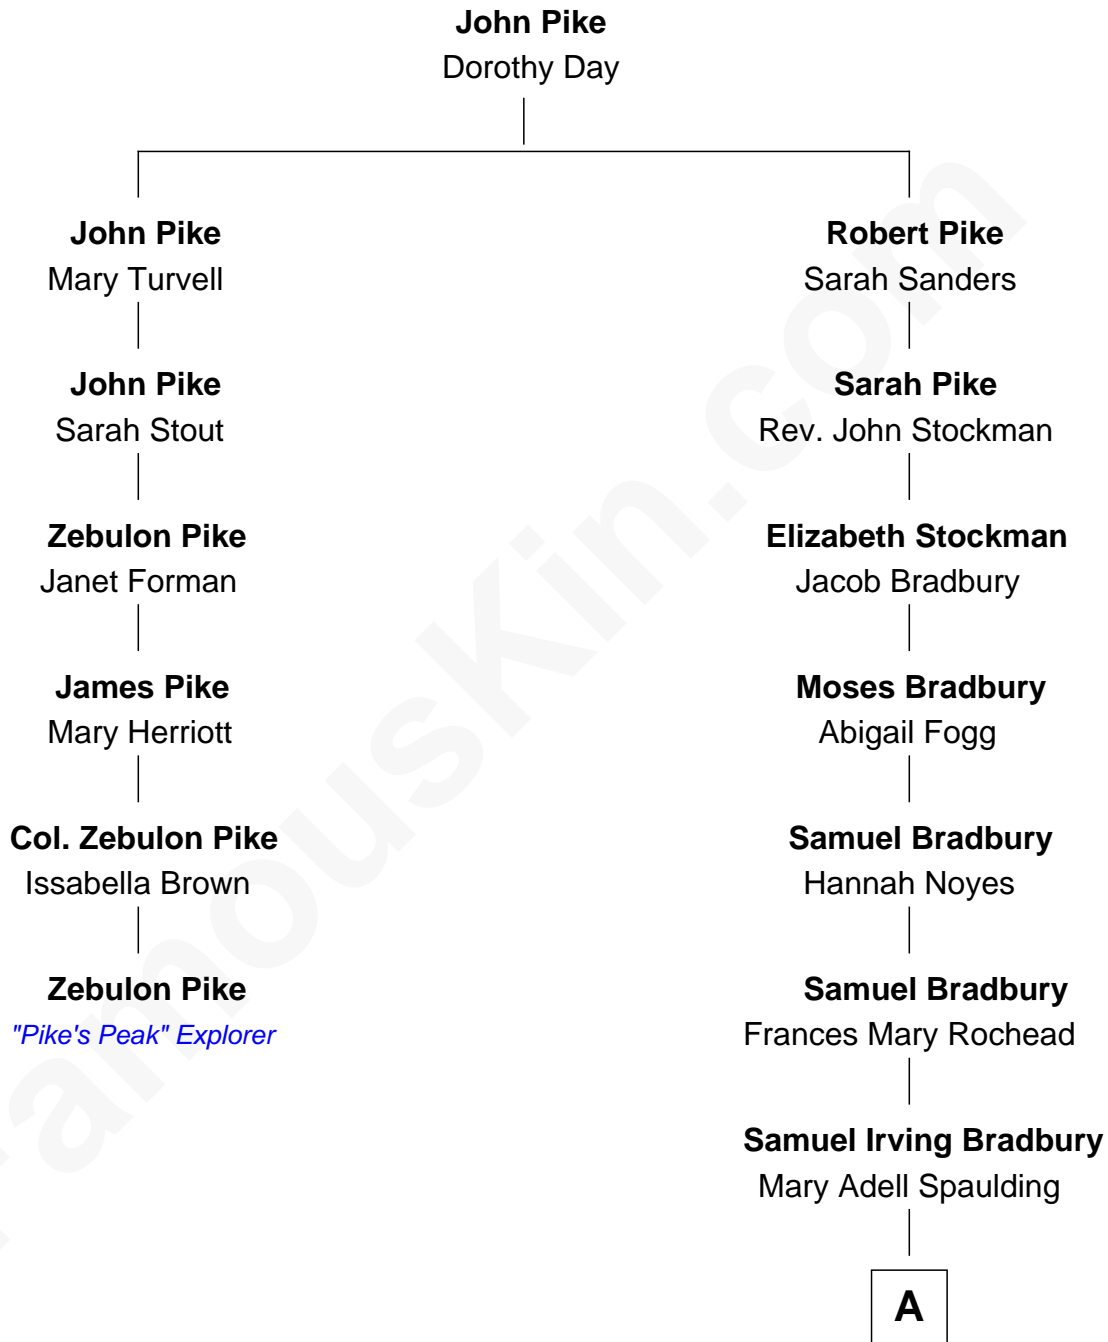 John Pike
Dorothy Day
John Pike
Mary Turvell
John Pike
Sarah Stout
Zebulon Pike
Janet Forman
James Pike
Mary Herriott
Col. Zebulon Pike
Issabella Brown
Zebulon Pike
"Pike's Peak" Explorer
Robert Pike
Sarah Sanders
Sarah Pike
Rev. John Stockman
Elizabeth Stockman
Jacob Bradbury
Moses Bradbury
Abigail Fogg
Samuel Bradbury
Hannah Noyes
Samuel Bradbury
Frances Mary Rochead
Samuel Irving Bradbury
Mary Adell Spaulding
A
FamousKin.com